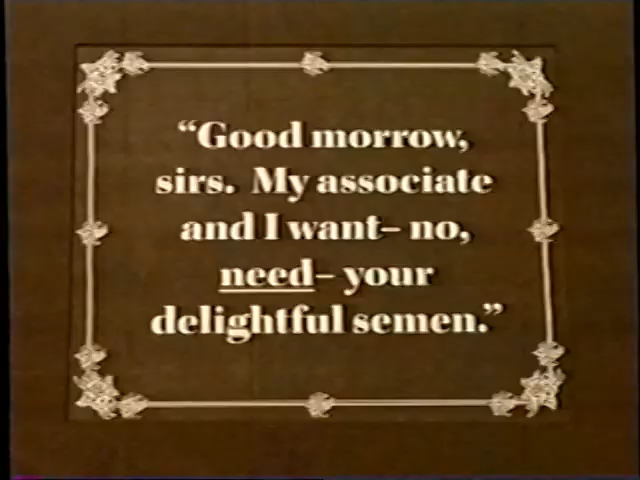 “Good morrow,
sirs.  My associate
and I want– no,
need– your
delightful semen.”